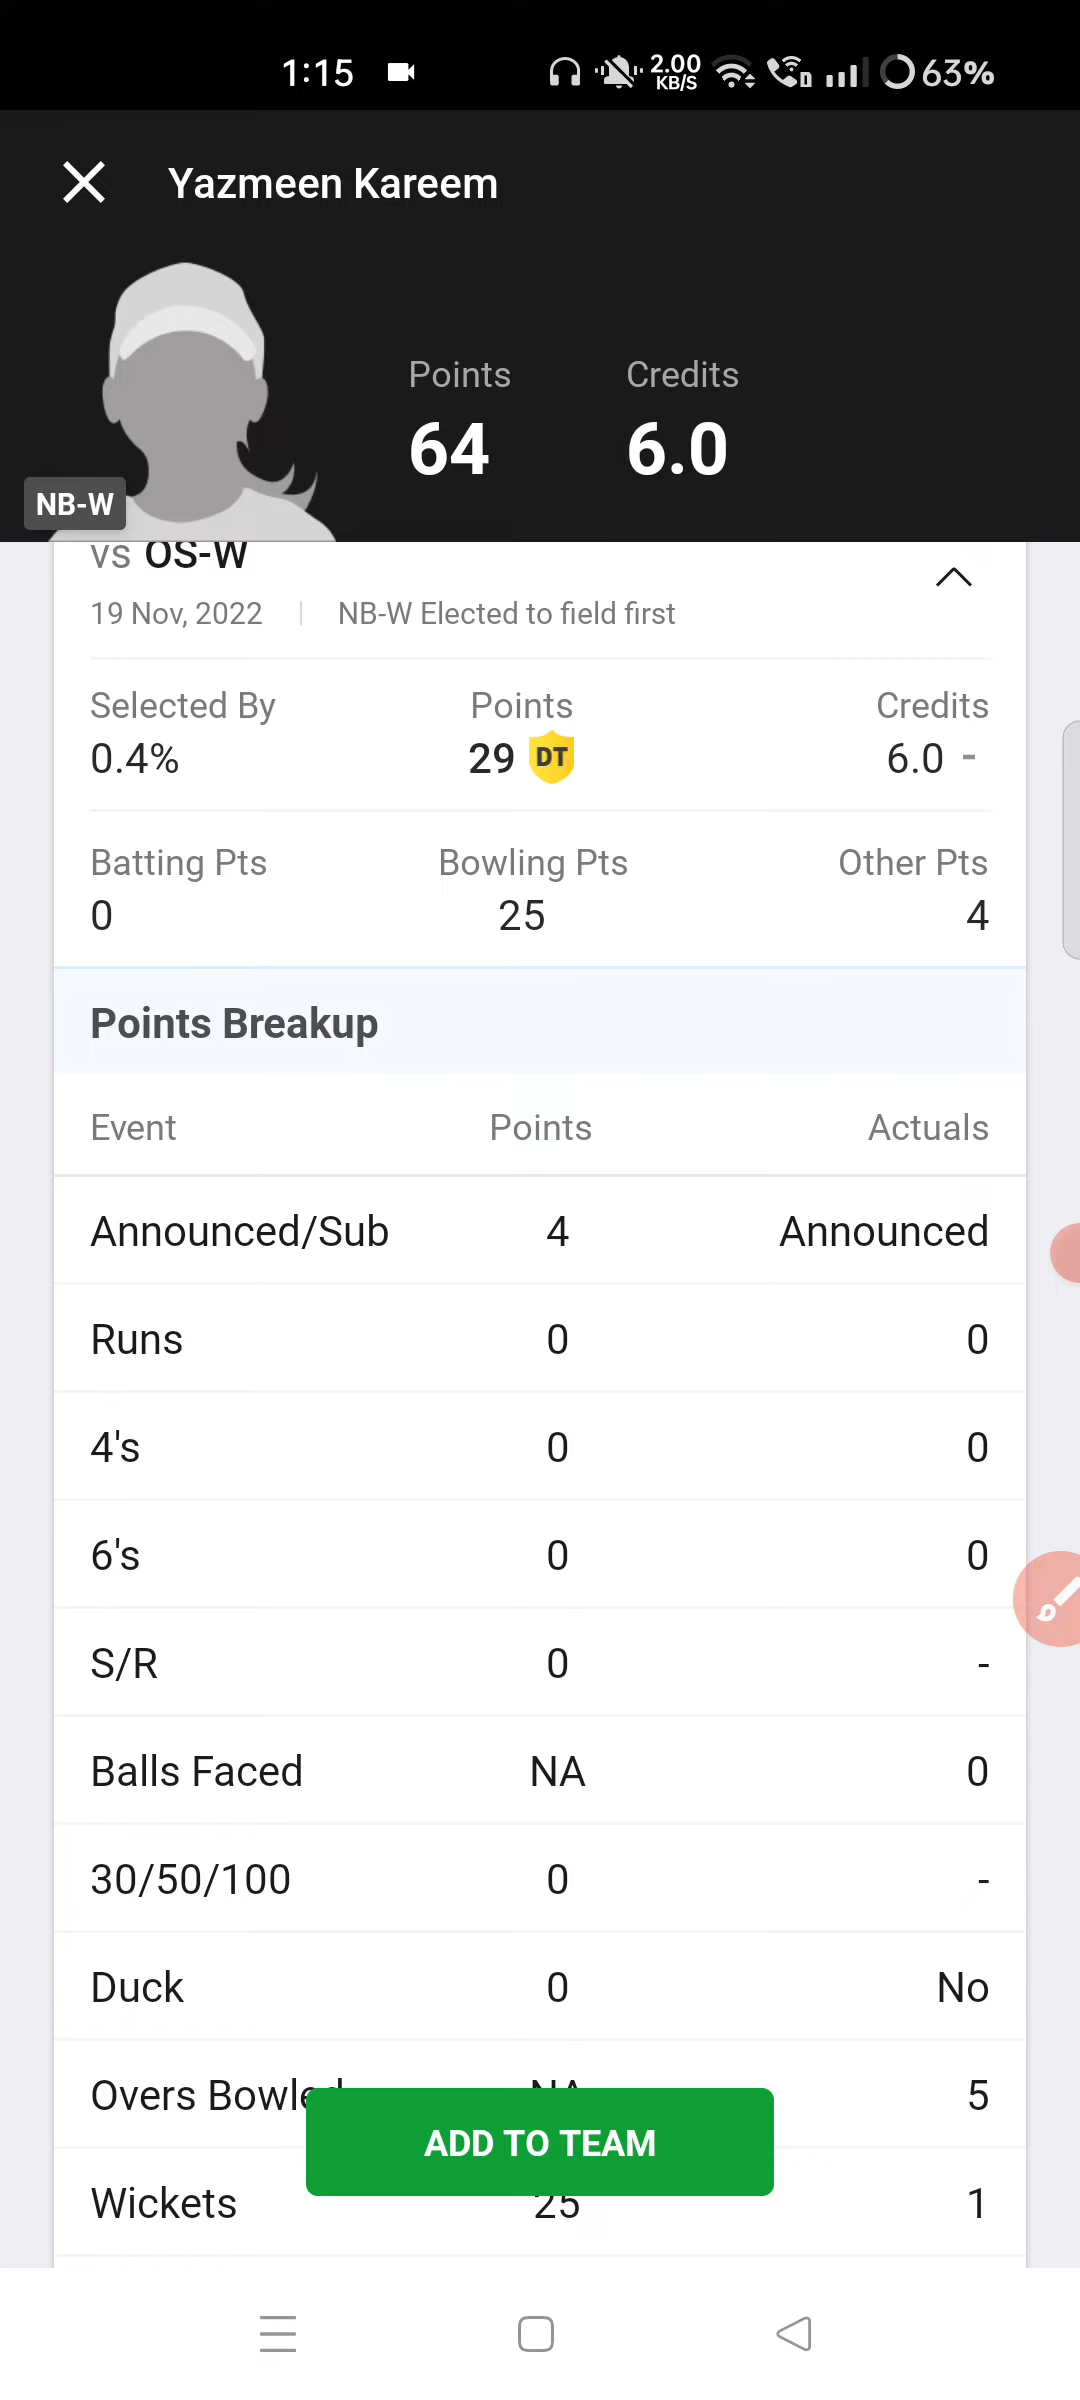 1:15 2.00 KB/S 63%
Yazmeen Kareem
Points Credits
64 6.0
NB-W
vs OS-W
19 Nov, 2022 NB-W Elected to field first
Selected By Points Credits
0.4% 29 DT 6.0 -
Batting Pts Bowling Pts Other Pts
0 25 4
Points Breakup
Event Points Actuals
Announced/Sub 4 Announced
Runs 0 0
4's 0 0
6's 0 0
S/R 0 -
Balls Faced NA 0
30/50/100 0 -
Duck 0 No
Overs Bowled NA 5
ADD TO TEAM
Wickets 25 1